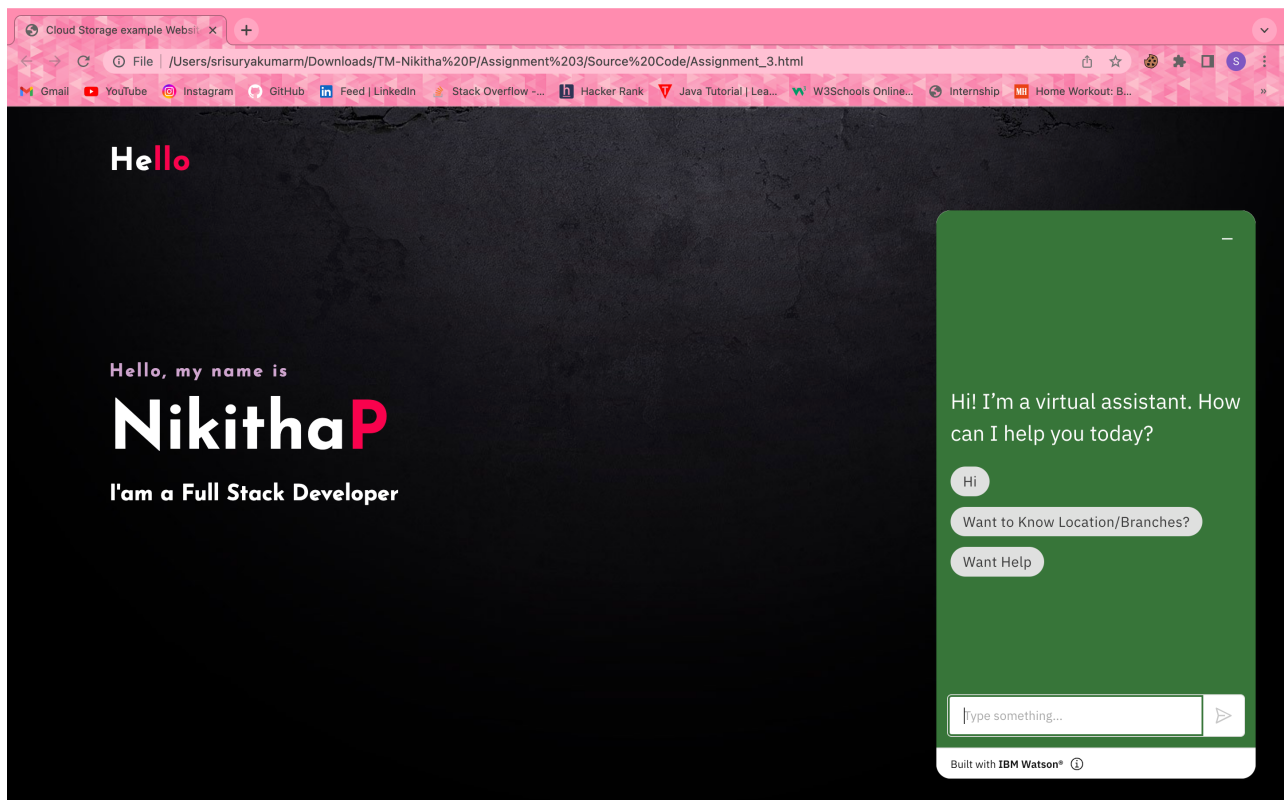 Cloud Storage example Websit
File /Users/srisuryakumarm/Downloads/TM-Nikitha%20P/Assignment%203/Source%20Code/Assignment_3.html
S
Gmail YouTube Instagram GitHub Feed | LinkedIn Stack Overflow -... Hacker Rank Java Tutorial | Lea... W3Schools Online... Internship MH Home Workout: B... »
Hello
Hello, my name is
NikithaP
I'am a Full Stack Developer
Hi! I’m a virtual assistant. How
can I help you today?
Hi
Want to Know Location/Branches?
Want Help
Type something...
Built with IBM Watson®